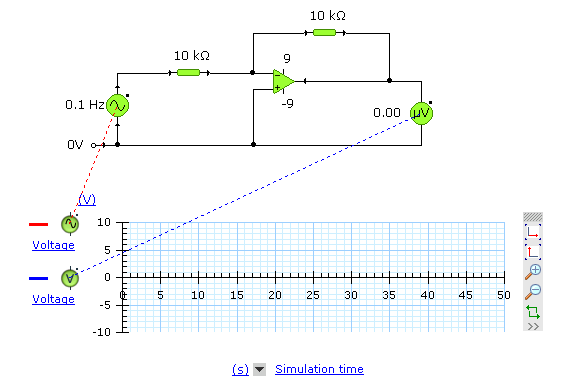 10 kΩ
10 kΩ
9
-
+
-9
0.1 Hz
0.00 μV
0V
(V)
Voltage
Voltage
V
10
5
0
-5
-10
0 5 10 15 20 25 30 35 40 45 50
(s) Simulation time
>>